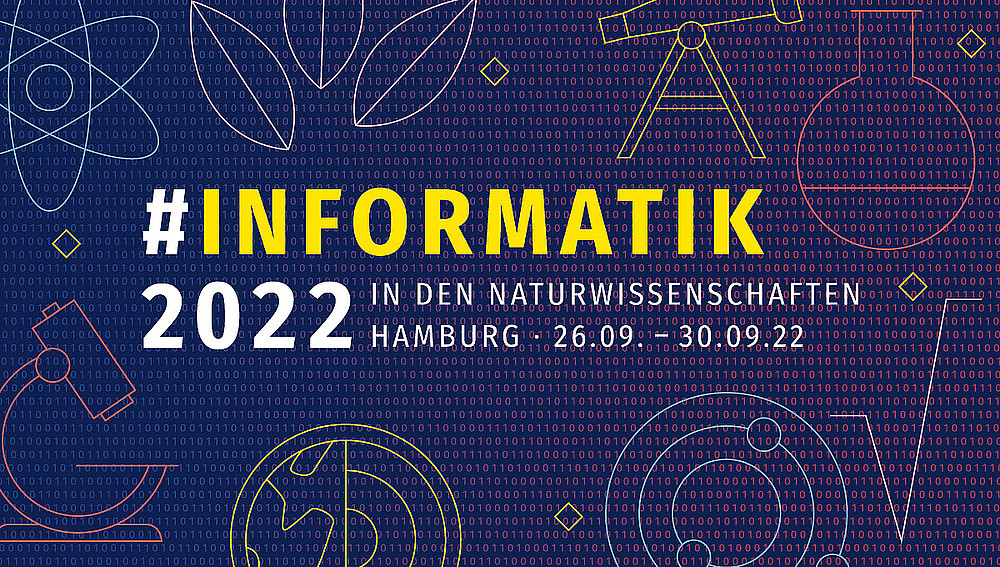 #INFORMATIK
2022
IN DEN NATURWISSENSCHAFTEN
HAMBURG · 26.09. – 30.09.22